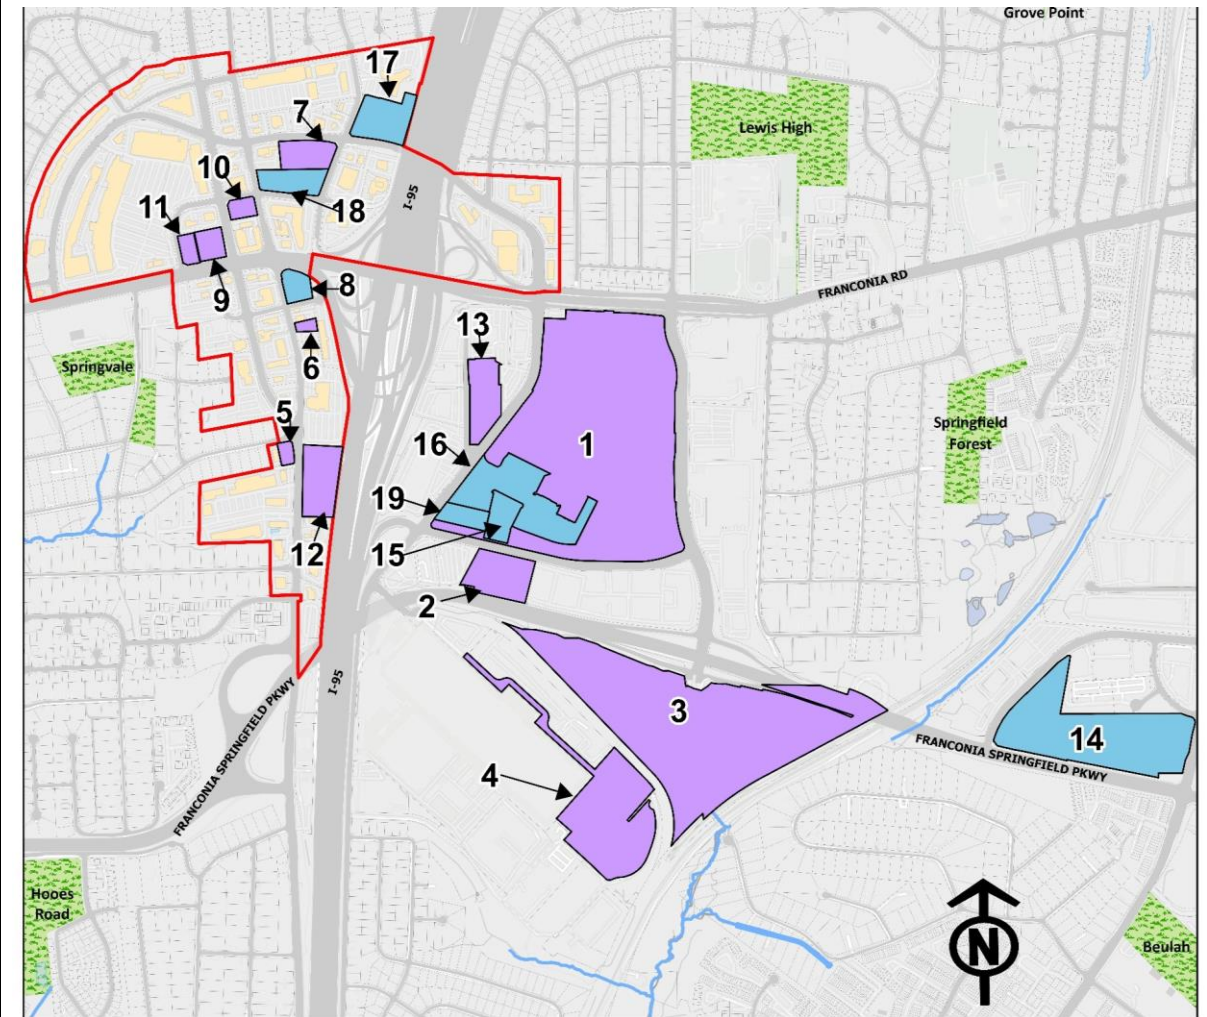 Grove Point
17
7
Lewis High
10
I-95
11
18
9
8
FRANCONIA RD
13
6
Springvale
5
16
1
Springfield
Forest
19
12
15
2
I-95
3
FRANCONIA SPRINGFIELD PKWY
14
FRANCONIA SPRINGFIELD PKWY
4
Hooes
Road
N
Beulah